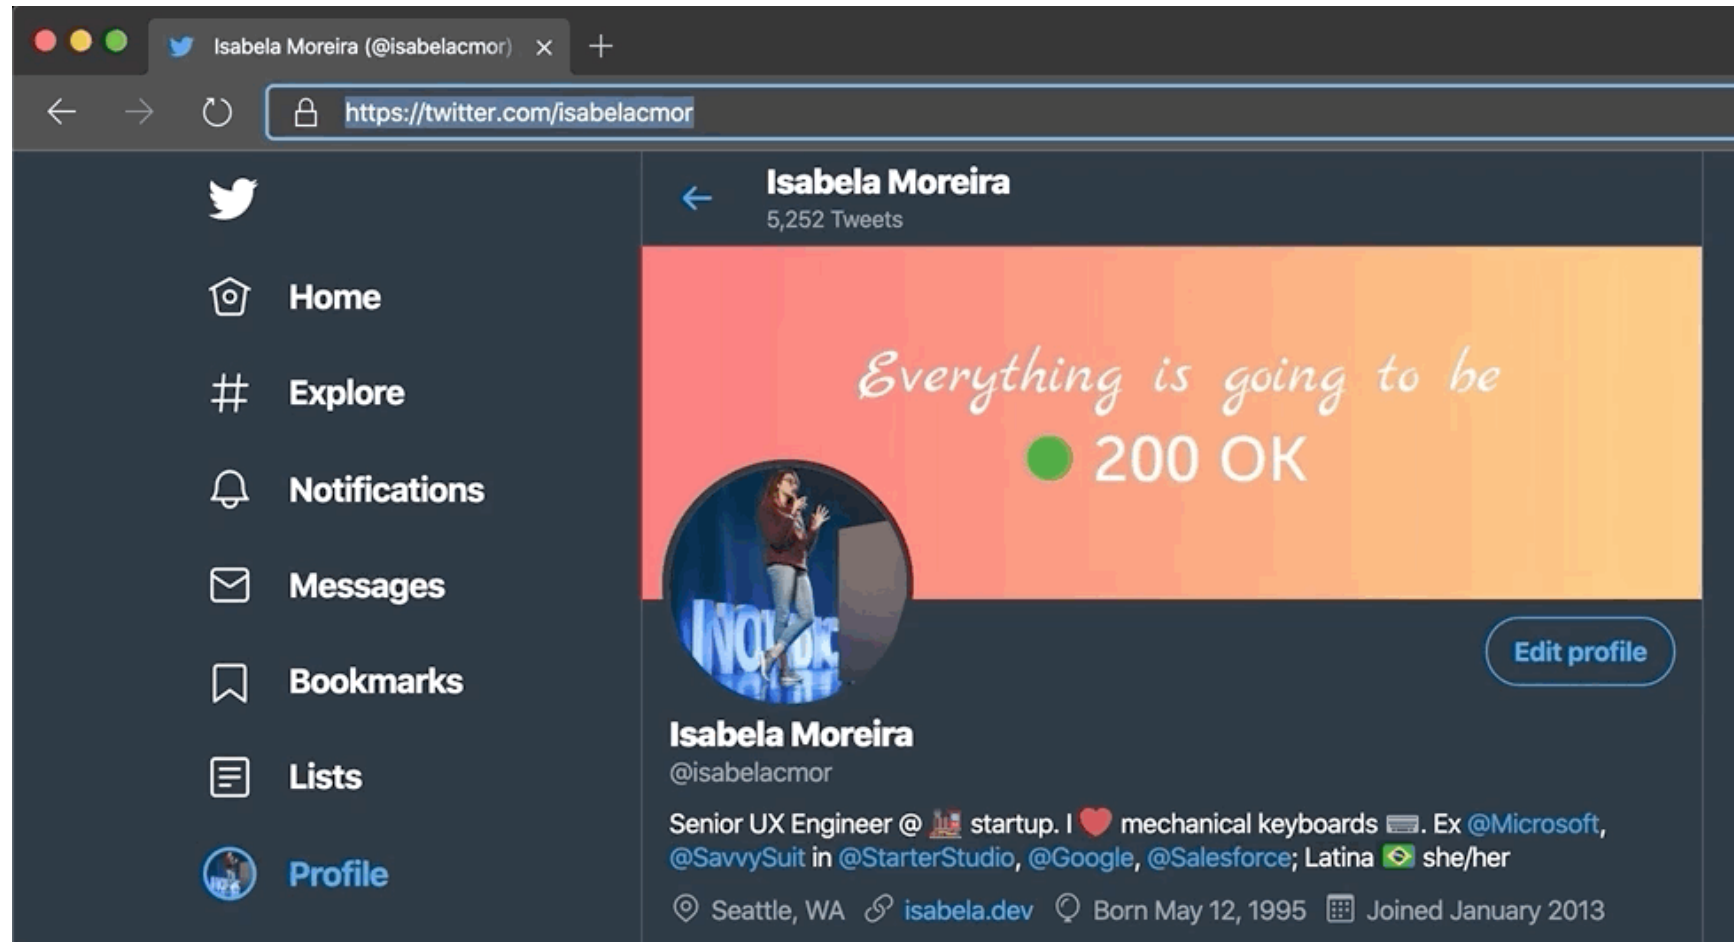 Isabela Moreira (@isabelacmor)
https://twitter.com/isabelacmor
Isabela Moreira
5,252 Tweets
Home
Explore
Notifications
Messages
Bookmarks
Lists
Profile
Everything is going to be
200 OK
Edit profile
Isabela Moreira
@isabelacmor
Senior UX Engineer @ 🏭 startup. I ❤️ mechanical keyboards ⌨️. Ex @Microsoft,
@SavvySuit in @StarterStudio, @Google, @Salesforce; Latina 🇧🇷 she/her
Seattle, WA isabela.dev Born May 12, 1995 Joined January 2013